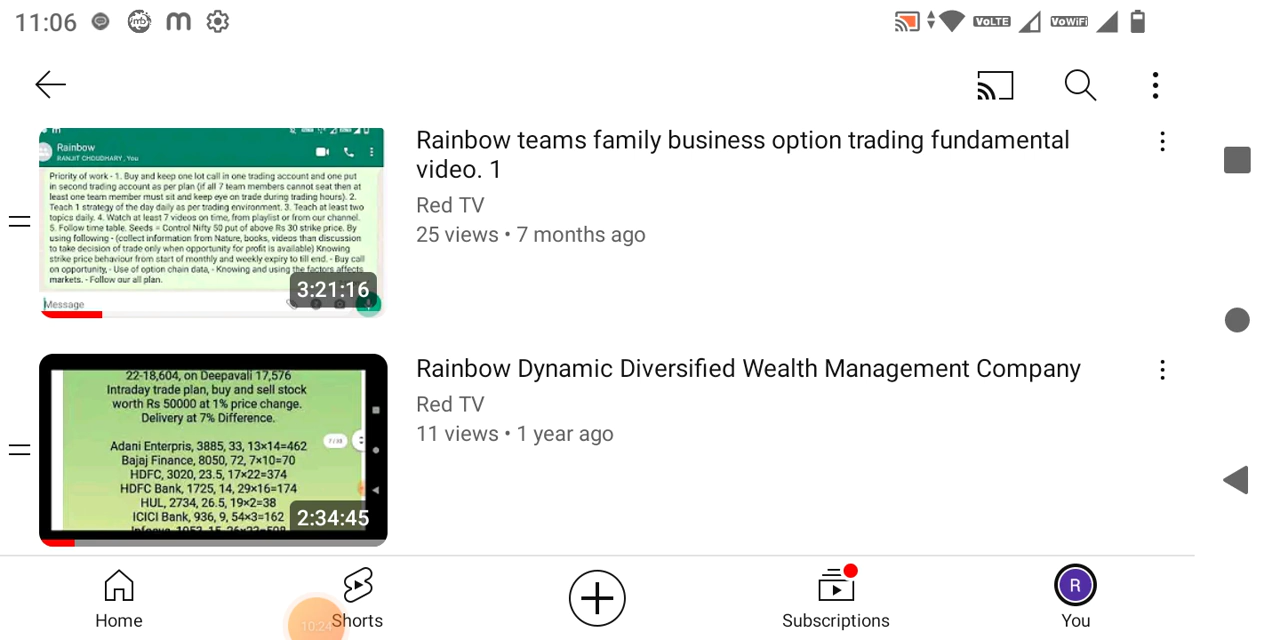 11:06
VoLTE
VoWiFi
Rainbow
RANJIT CHOUDHARY, You
Priority of work - 1. Buy and keep one lot call in one trading account and one put
in second trading account as per plan (if all 7 team members cannot seat then at
least one team member must sit and keep eye on trade during trading hours). 2.
Teach 1 strategy of the day daily as per trading environment. 3. Teach at least two
topics daily. 4. Watch at least 7 videos on time, from playlist or from our channel.
5. Follow time table. Seeds = Control Nifty 50 put of above Rs 30 strike price. By
using following - (collect information from Nature, books, videos than discussion
to take decision of trade only when opportunity for profit is available) Knowing
strike price behaviour from start of monthly and weekly expiry to till end. - Buy call
on opportunity, - Use of option chain data, - Knowing and using the factors affects
markets. - Follow our all plan.
Message
3:21:16
Rainbow teams family business option trading fundamental
video. 1
Red TV
25 views • 7 months ago
22-18,604, on Deepavali 17,576
Intraday trade plan, buy and sell stock
worth Rs 50000 at 1% price change.
Delivery at 7% Difference.
Adani Enterpris, 3885, 33, 13×14=462
Bajaj Finance, 8050, 72, 7×10=70
HDFC, 3020, 23.5, 17×22=374
HDFC Bank, 1725, 14, 29×16=174
HUL, 2734, 26.5, 19×2=38
ICICI Bank, 936, 9, 54×3=162
2:34:45
Rainbow Dynamic Diversified Wealth Management Company
Red TV
11 views • 1 year ago
Home
10:24
Shorts
Subscriptions
R
You